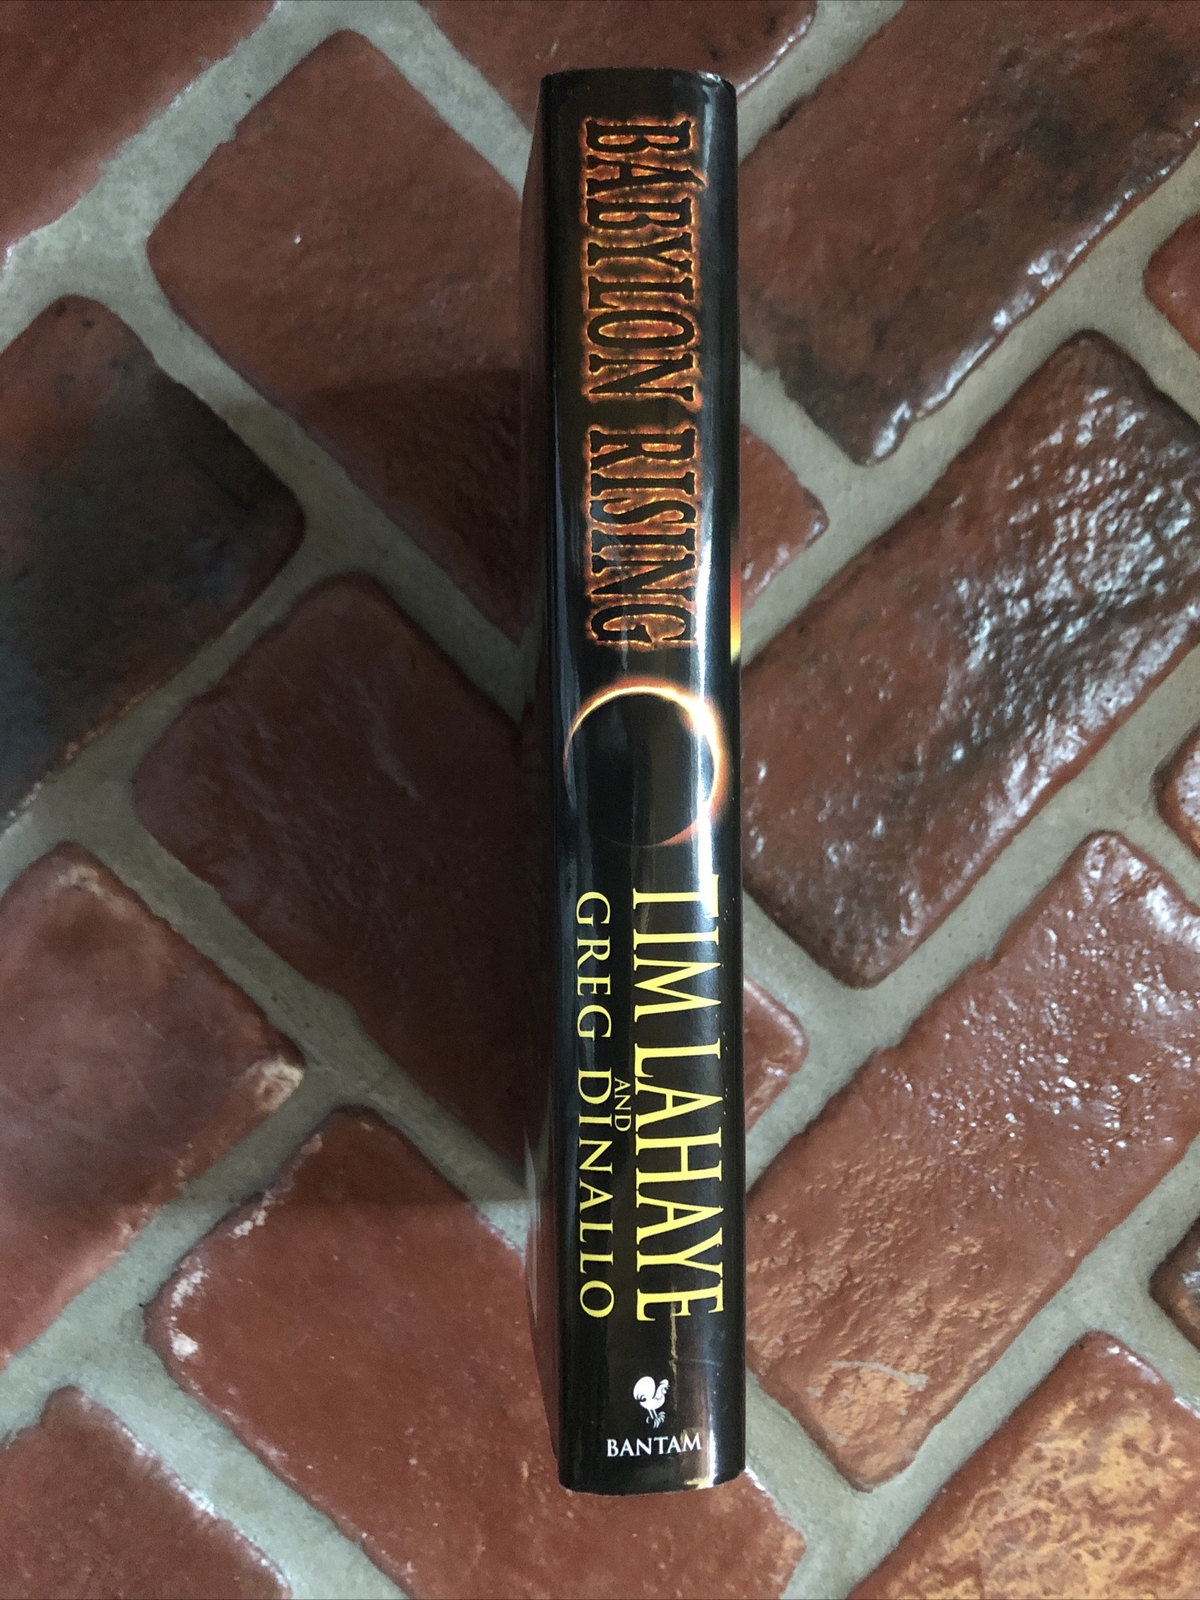 BABYLON RISING
TIM LAHAYE
AND
GREG DINALLO
BANTAM